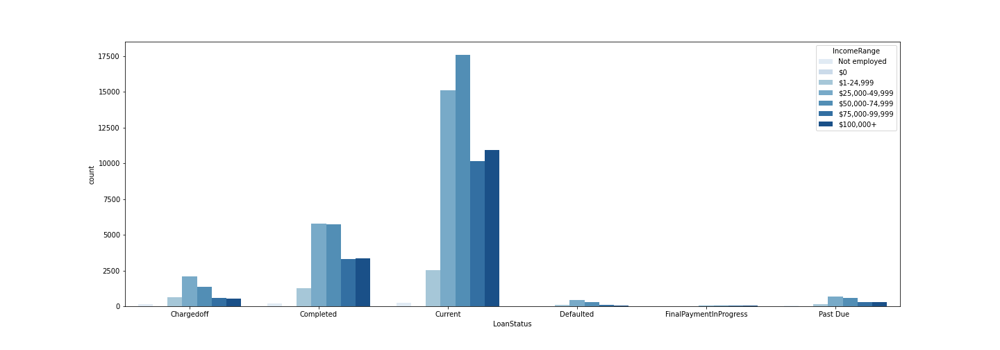 17500
15000
12500
10000
7500
5000
2500
0
count
IncomeRange
Not employed
$0
$1-24,999
$25,000-49,999
$50,000-74,999
$75,000-99,999
$100,000+
Chargedoff
Completed
Current
Defaulted
FinalPaymentInProgress
Past Due
LoanStatus